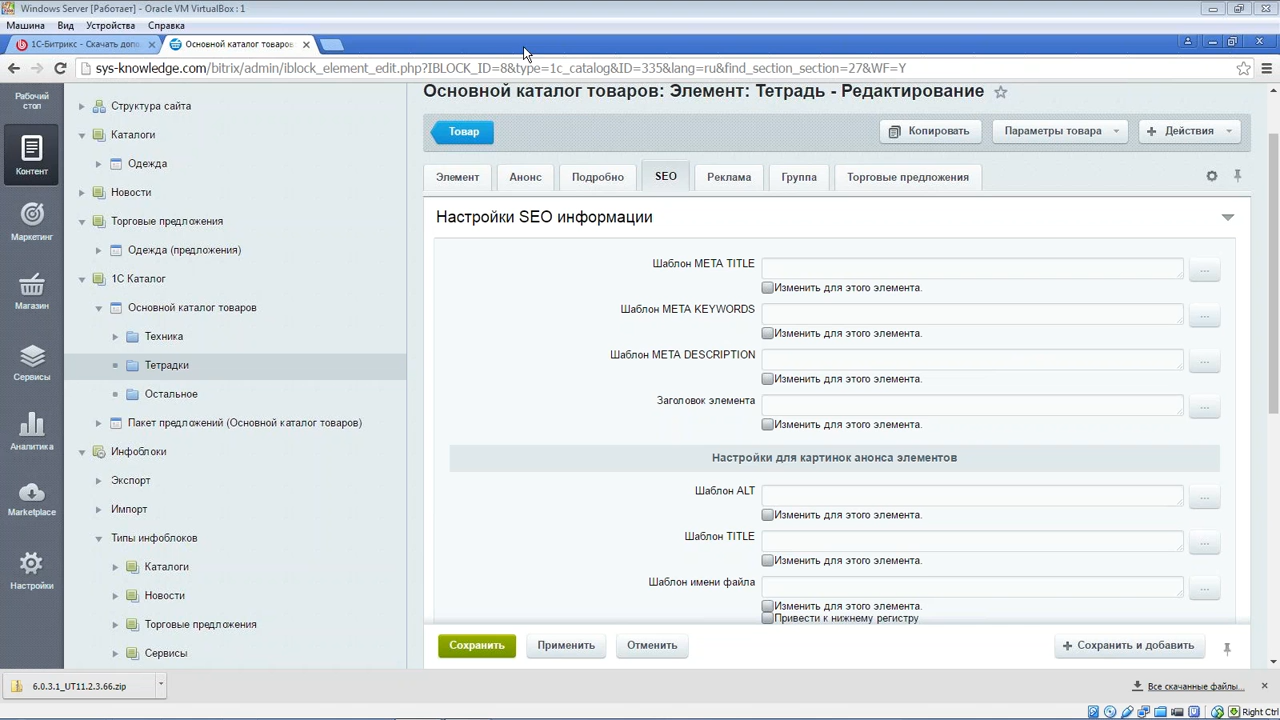 Windows Server [Работает] - Oracle VM VirtualBox : 1
Машина Вид Устройства Справка
1С-Битрикс - Скачать допо
Основной каталог товаров
sys-knowledge.com/bitrix/admin/iblock_element_edit.php?IBLOCK_ID=8&type=1c_catalog&ID=335&lang=ru&find_section_section=27&WF=Y
Рабочий
стол
Контент
Маркетинг
Магазин
Сервисы
Аналитика
Marketplace
Настройки
Структура сайта
Каталоги
Одежда
Новости
Торговые предложения
Одежда (предложения)
1С Каталог
Основной каталог товаров
Техника
Тетрадки
Остальное
Пакет предложений (Основной каталог товаров)
Инфоблоки
Экспорт
Импорт
Типы инфоблоков
Каталоги
Новости
Торговые предложения
Сервисы
Основной каталог товаров: Элемент: Тетрадь - Редактирование
Товар
Копировать
Параметры товара
Действия
Элемент
Анонс
Подробно
SEO
Реклама
Группа
Торговые предложения
Настройки SEO информации
Шаблон META TITLE
...
Изменить для этого элемента.
Шаблон META KEYWORDS
...
Изменить для этого элемента.
Шаблон META DESCRIPTION
...
Изменить для этого элемента.
Заголовок элемента
...
Изменить для этого элемента.
Настройки для картинок анонса элементов
Шаблон ALT
...
Изменить для этого элемента.
Шаблон TITLE
...
Изменить для этого элемента.
Шаблон имени файла
...
Изменить для этого элемента.
Привести к нижнему регистру
Сохранить
Применить
Отменить
Сохранить и добавить
6.0.3.1_UT11.2.3.66.zip
Все скачанные файлы...
Right Ctrl